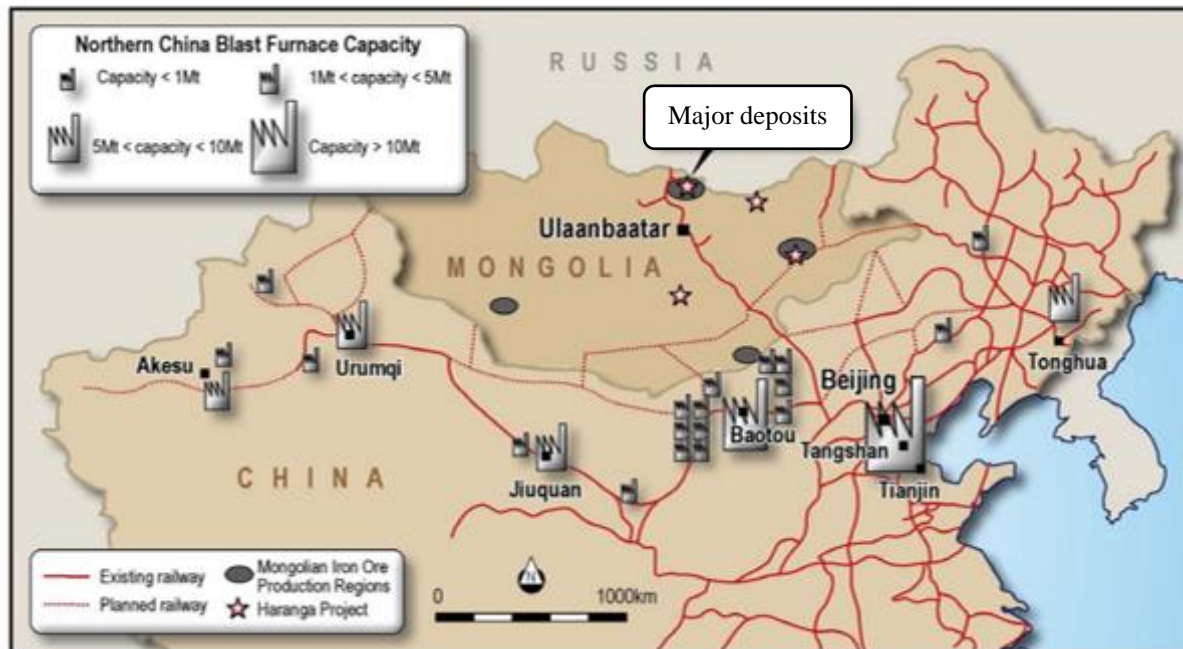 Northern China Blast Furnace Capacity
Capacity < 1Mt
1Mt < capacity < 5Mt
5Mt < capacity < 10Mt
Capacity > 10Mt
RUSSIA
Major deposits
Ulaanbaatar
MONGOLIA
Akesu
Urumqi
Tonghua
Beijing
Baotou
Tangshan
Jiuquan
Tianjin
CHINA
Existing railway
Planned railway
Mongolian Iron Ore
Production Regions
Haranga Project
N
0
1000km